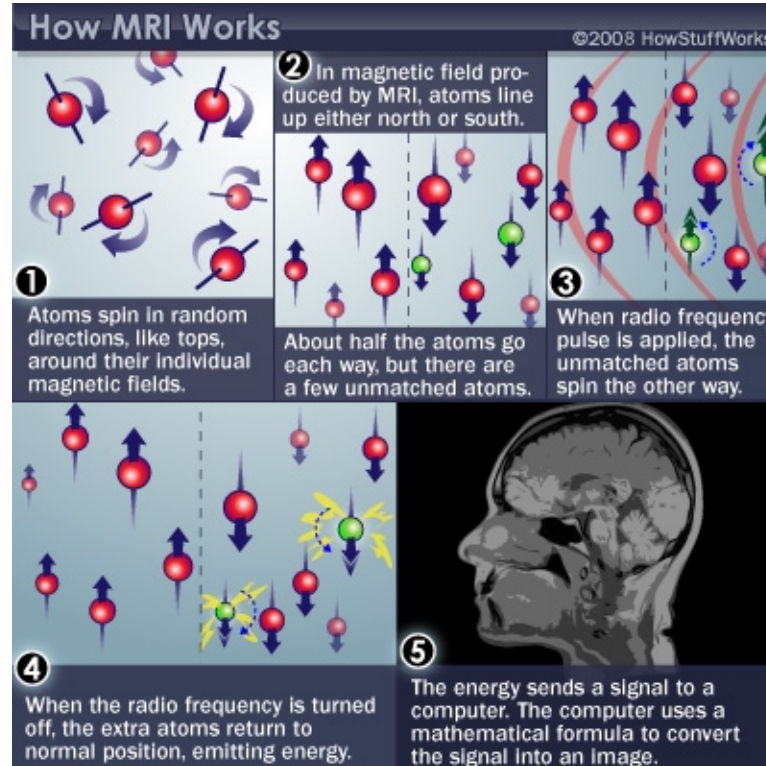 How MRI Works
©2008 HowStuffWorks
1
Atoms spin in random
directions, like tops,
around their individual
magnetic fields.
2 In magnetic field pro-
duced by MRI, atoms line
up either north or south.
About half the atoms go
each way, but there are
a few unmatched atoms.
3
When radio frequency
pulse is applied, the
unmatched atoms
spin the other way.
4
When the radio frequency is turned
off, the extra atoms return to
normal position, emitting energy.
5
The energy sends a signal to a
computer. The computer uses a
mathematical formula to convert
the signal into an image.